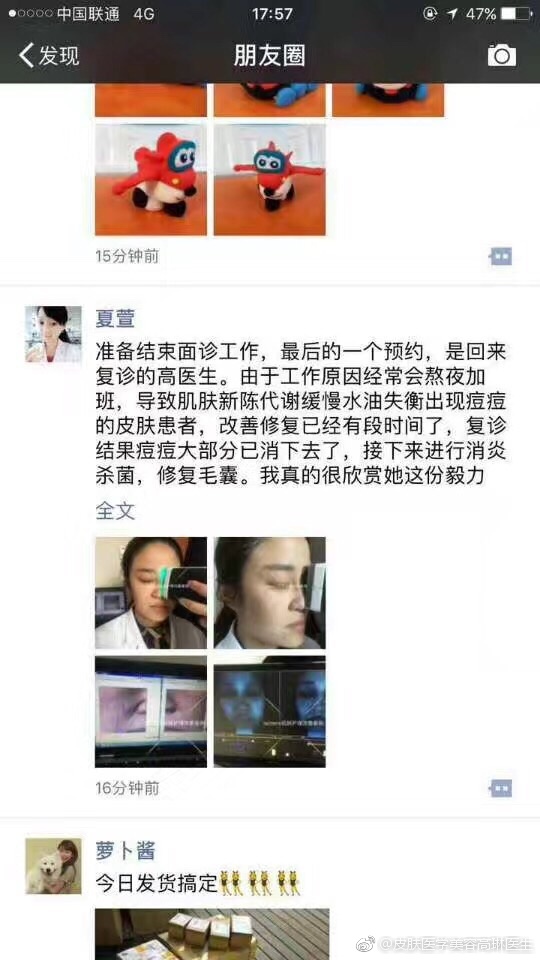 中国联通 4G 17:57 47%
发现 朋友圈
15分钟前
夏萱
准备结束面诊工作，最后的一个预约，是回来
复诊的高医生。由于工作原因经常会熬夜加
班，导致肌肤新陈代谢缓慢水油失衡出现痘痘
的皮肤患者，改善修复已经有段时间了，复诊
结果痘痘大部分已消下去了，接下来进行消炎
杀菌，修复毛囊。我真的很欣赏她这份毅力
全文
16分钟前
萝卜酱
今日发货搞定
@皮肤医学美容高琳医生